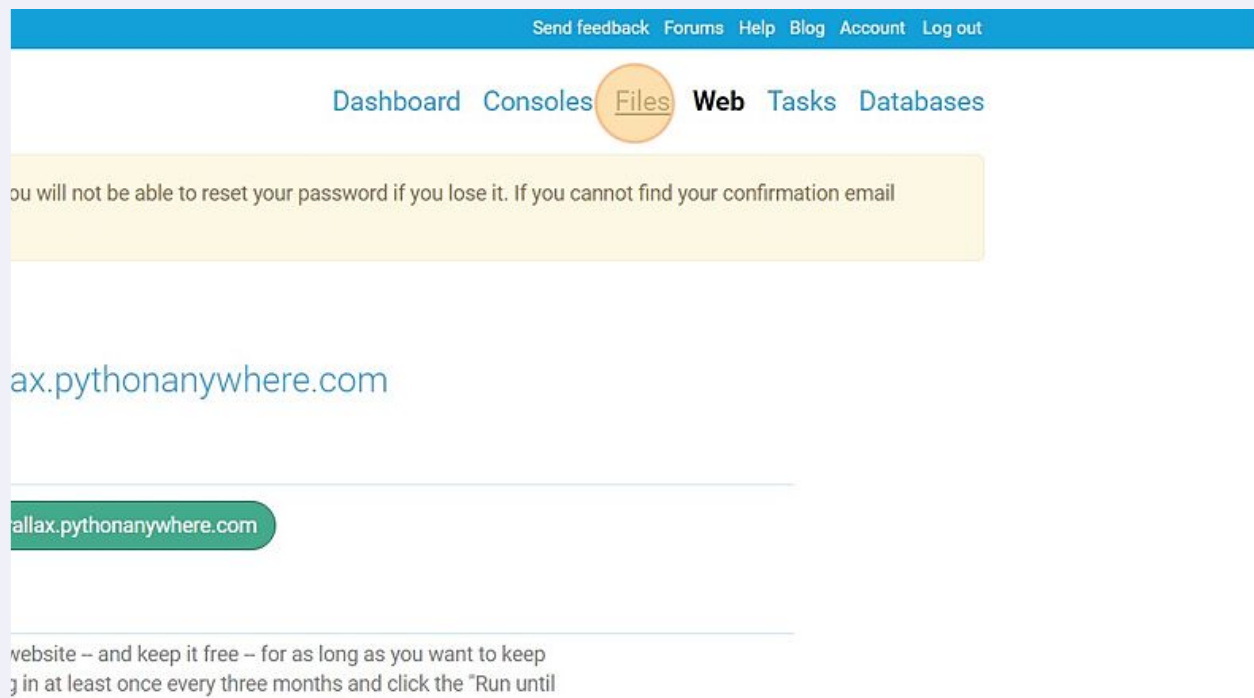 Send feedback Forums Help Blog Account Log out
Dashboard Consoles Files Web Tasks Databases
ou will not be able to reset your password if you lose it. If you cannot find your confirmation email
ax.pythonanywhere.com
allax.pythonanywhere.com
website -- and keep it free -- for as long as you want to keep
g in at least once every three months and click the "Run until